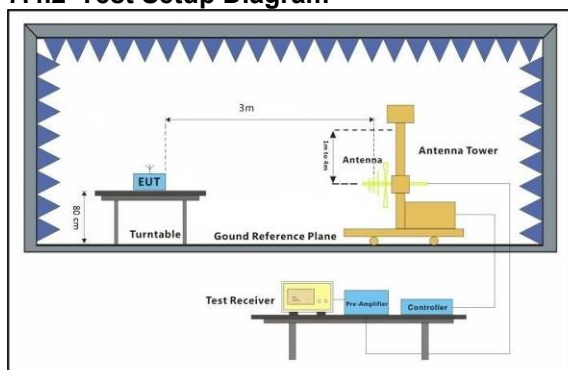 7.4.2 Test Setup Diagram
3m
1m to 4m
Antenna
Antenna Tower
EUT
80 cm
Turntable
Gound Reference Plane
Test Receiver
Pre-Amplifier
Controller